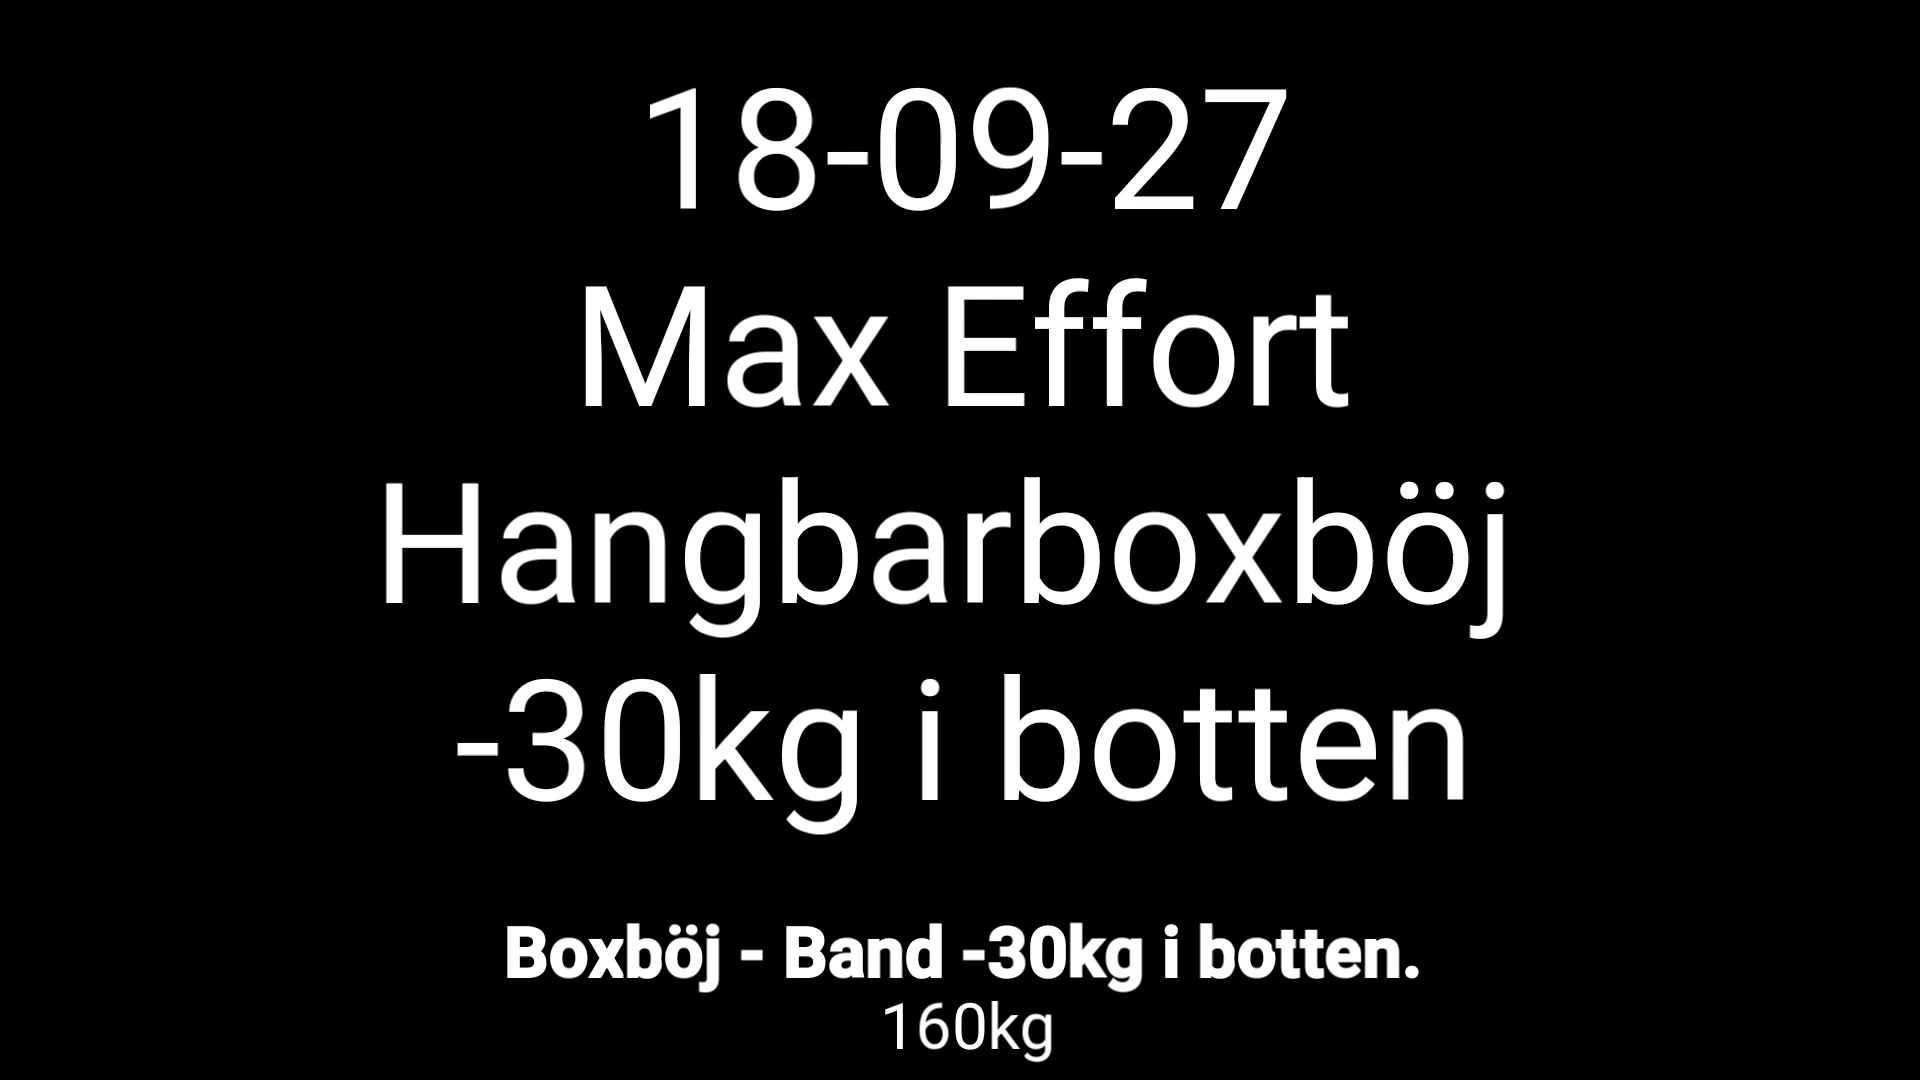 18-09-27
Max Effort
Hangbarboxböj
-30kg i botten
Boxböj - Band -30kg i botten.
160kg